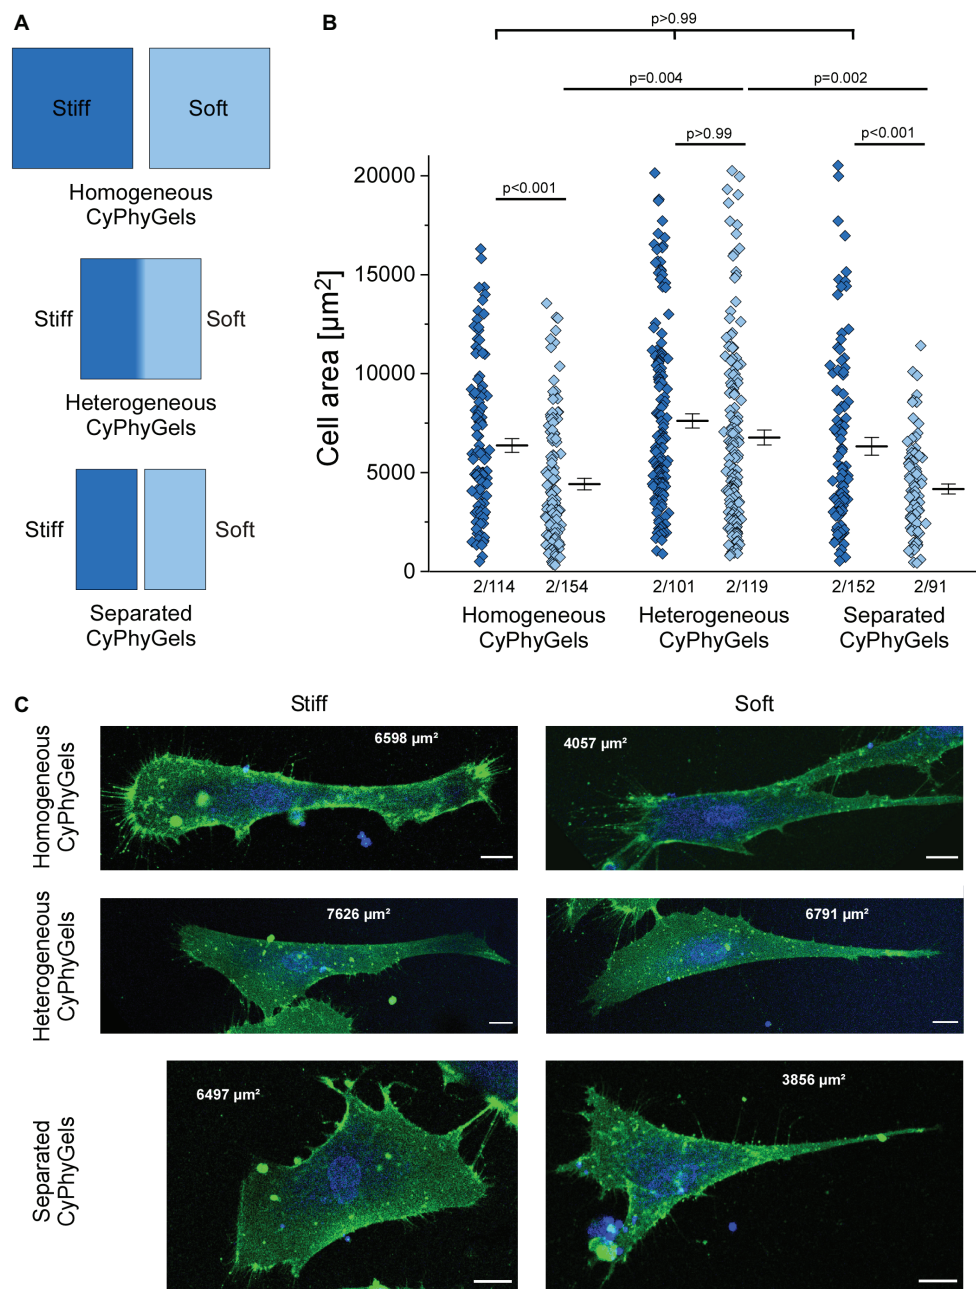 A
Stiff
Soft
Homogeneous
CyPhyGels
Stiff
Soft
Heterogeneous
CyPhyGels
Stiff
Soft
Separated
CyPhyGels
B
p>0.99
p=0.004
p=0.002
p>0.99
p<0.001
p<0.001
Cell area [µm²]
20000
15000
10000
5000
0
2/114
2/154
2/101
2/119
2/152
2/91
Homogeneous
CyPhyGels
Heterogeneous
CyPhyGels
Separated
CyPhyGels
C
Stiff
Soft
Homogeneous
CyPhyGels
6598 µm²
4057 µm²
Heterogeneous
CyPhyGels
7626 µm²
6791 µm²
Separated
CyPhyGels
6497 µm²
3856 µm²